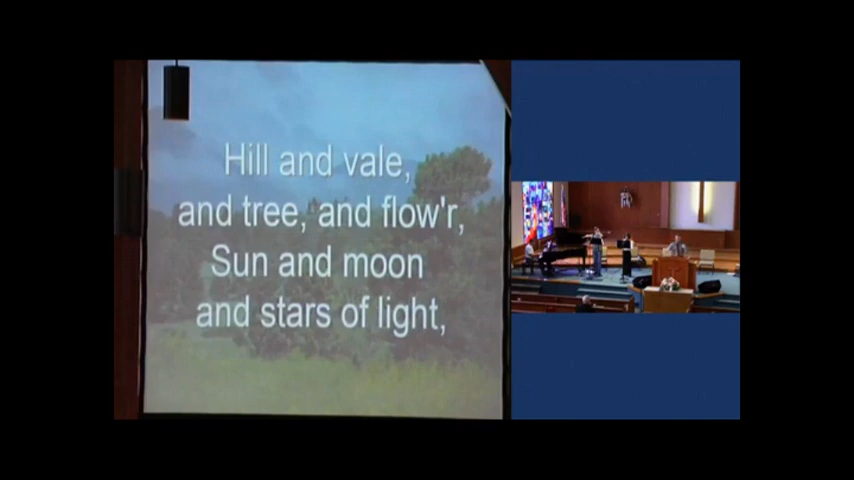 Hill and vale,
and tree, and flow'r,
Sun and moon
and stars of light,